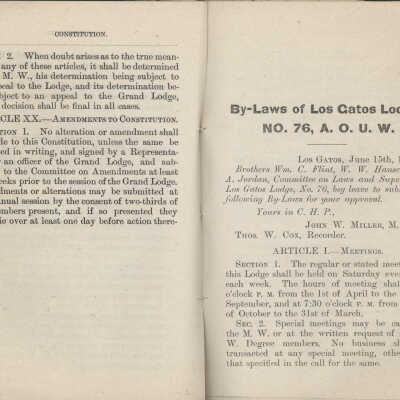 CONSTITUTION.
2. When doubt arises as to the true mean-
any of these articles, it shall be determined
M. W., his determination being subject to
peal to the Lodge, and its determination be-
ject to an appeal to the Grand Lodge,
decision shall be final in all cases.
CLE XX.—AMENDMENTS TO CONSTITUTION.
TION 1. No alteration or amendment shall
de to this Constitution, unless the same be
ed in writing, and signed by a Representa-
an officer of the Grand Lodge, and sub-
to the Committee on Amendments at least
eeks prior to the session of the Grand Lodge.
dments or alterations may be submitted at
nual session by the consent of two-thirds of
mbers present, and if so presented they
ie over at least one day before action there-
By-Laws of Los Gatos Lod
NO. 76, A. O. U. W.
LOS GATOS, June 15th, 1
Brothers Wm. C. Flint, W. W. Hans
A. Jordan, Committee on Laws and Supe
Los Gatos Lodge, No. 76, beg leave to subm
following By-Laws for your approval.
Yours in C. H. P.,
JOHN W. MILLER, M.
THOS. W. COX, Recorder.
ARTICLE I.—MEETINGS.
SECTION 1. The regular or stated meet
this Lodge shall be held on Saturday eve
each week. The hours of meeting shal
o'clock P. M. from the 1st of April to the
September, and at 7:30 o'clock P. M. from
of October to the 31st of March.
SEC. 2. Special meetings may be ca
the M. W. or at the written request of
W. Degree members. No business sh
transacted at any special meeting, othe
that specified in the call for the same.